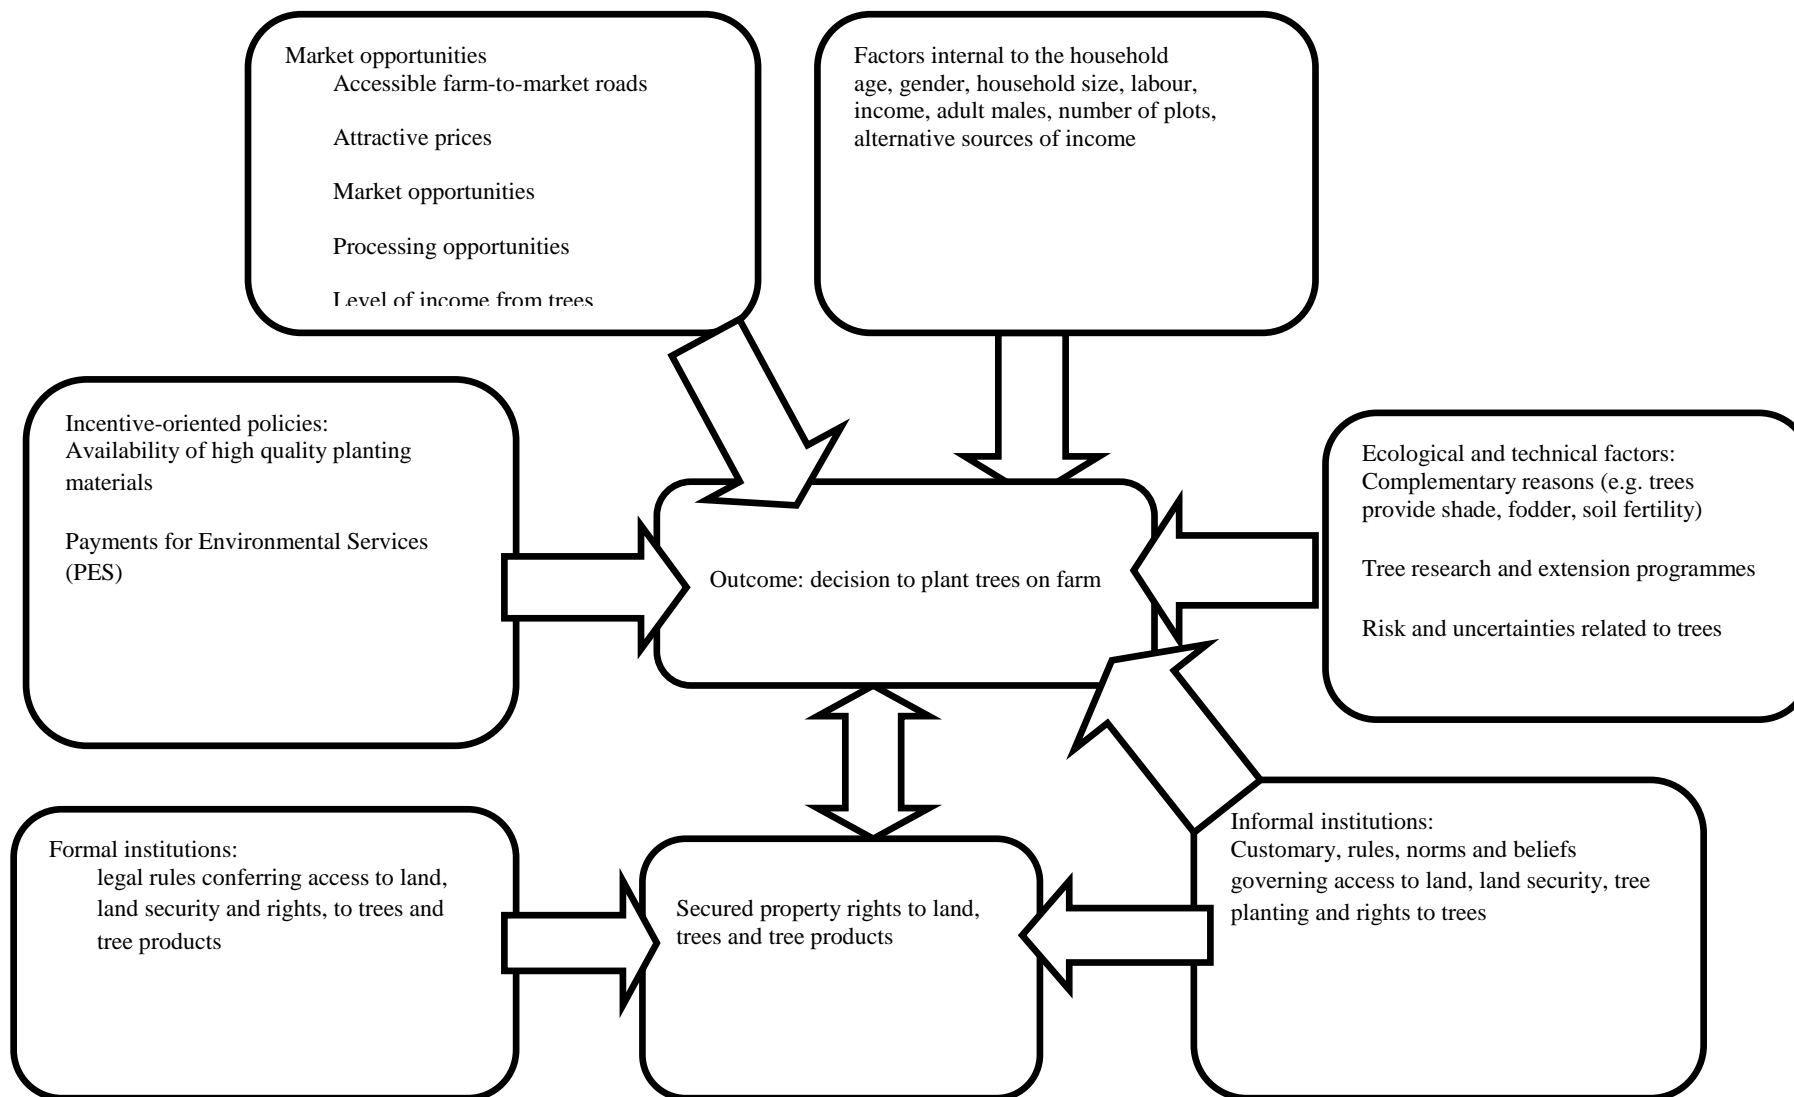 Market opportunities
Accessible farm-to-market roads
Attractive prices
Market opportunities
Processing opportunities
Level of income from trees
Factors internal to the household
age, gender, household size, labour,
income, adult males, number of plots,
alternative sources of income
Incentive-oriented policies:
Availability of high quality planting
materials
Payments for Environmental Services
(PES)
Outcome: decision to plant trees on farm
Ecological and technical factors:
Complementary reasons (e.g. trees
provide shade, fodder, soil fertility)
Tree research and extension programmes
Risk and uncertainties related to trees
Formal institutions:
legal rules conferring access to land,
land security and rights, to trees and
tree products
Secured property rights to land,
trees and tree products
Informal institutions:
Customary, rules, norms and beliefs
governing access to land, land security, tree
planting and rights to trees